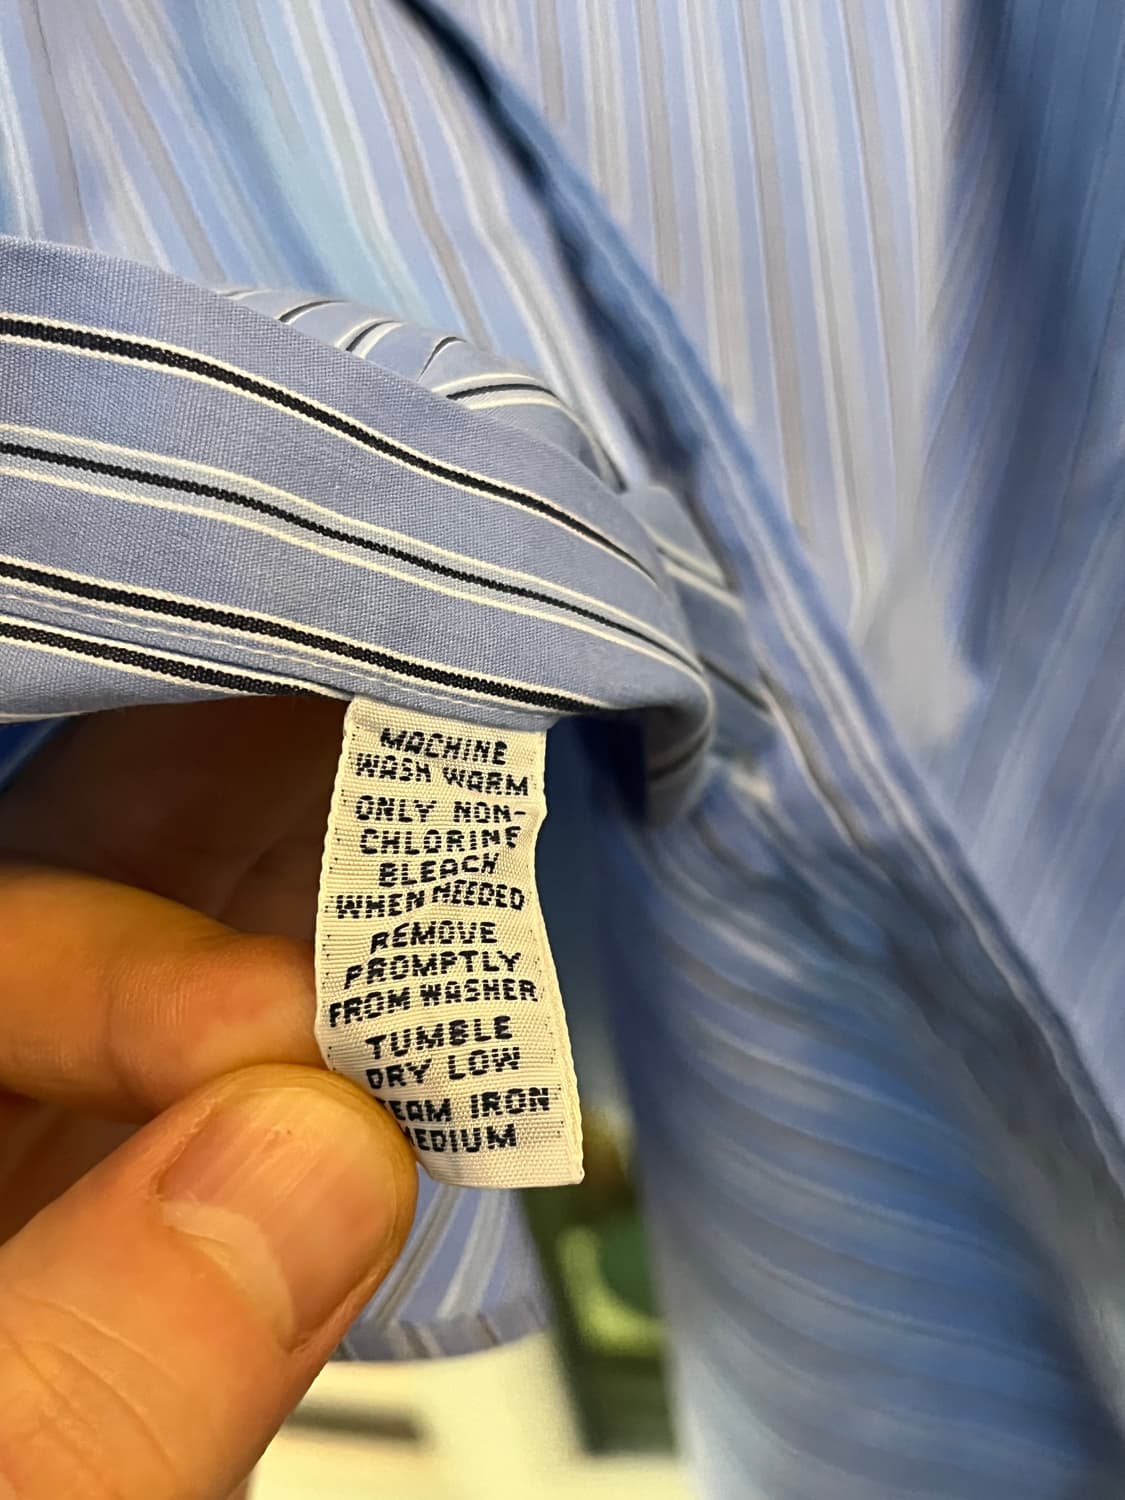 MACHINE
WASH WARM
ONLY NON-
CHLORINE
BLEACH
WHEN NEEDED
REMOVE
PROMPTLY
FROM WASHER
TUMBLE
DRY LOW
IRON
MEDIUM